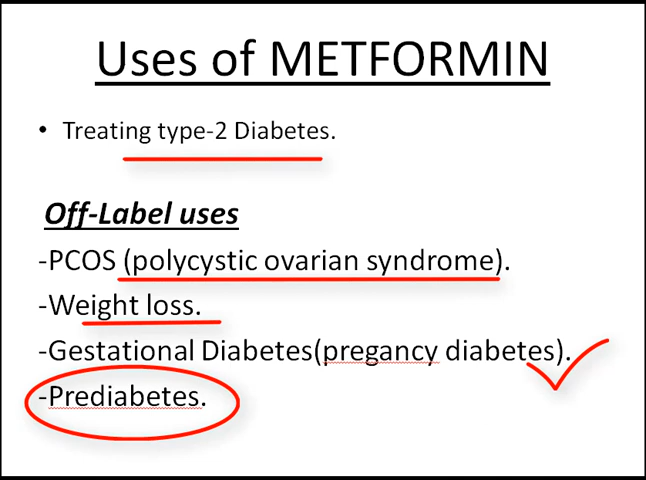 Uses of METFORMIN
• Treating type-2 Diabetes.
Off-Label uses
-PCOS (polycystic ovarian syndrome).
-Weight loss.
-Gestational Diabetes(pregancy diabetes).
-Prediabetes.